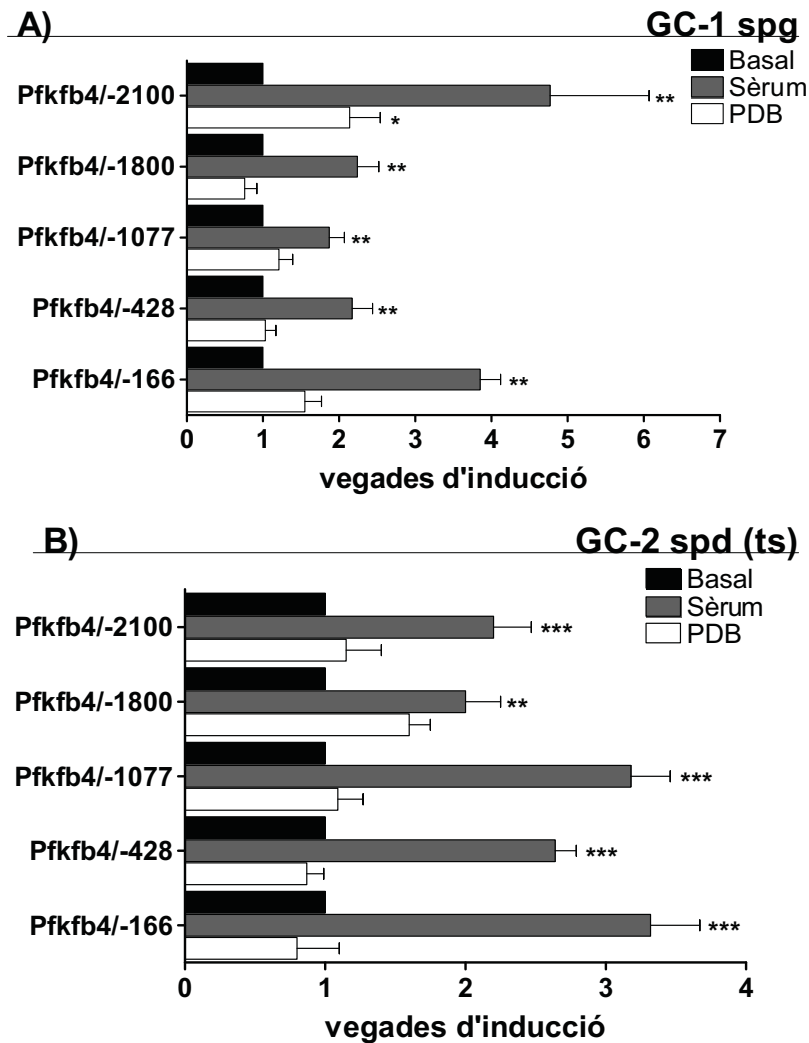 A)
GC-1 spg
Basal
Sèrum
PDB
Pfkfb4/-2100
**
*
Pfkfb4/-1800
**
Pfkfb4/-1077
**
Pfkfb4/-428
**
Pfkfb4/-166
**
0 1 2 3 4 5 6 7
vegades d'inducció
B)
GC-2 spd (ts)
Basal
Sèrum
PDB
Pfkfb4/-2100
***
Pfkfb4/-1800
**
Pfkfb4/-1077
***
Pfkfb4/-428
***
Pfkfb4/-166
***
0 1 2 3 4
vegades d'inducció